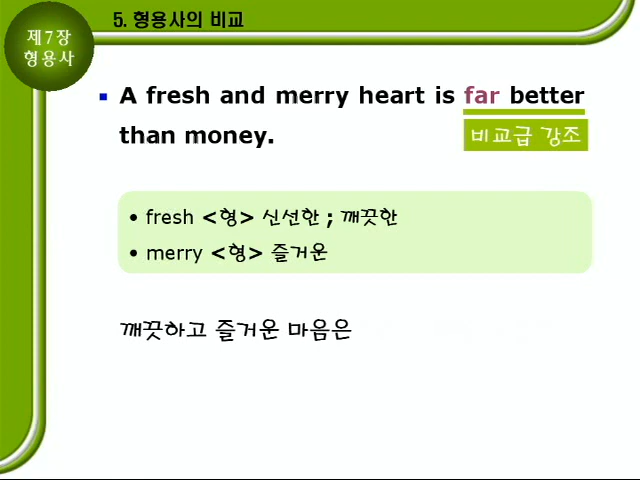 제7장
형용사
5. 형용사의 비교
▪ A fresh and merry heart is far better
than money.
비교급 강조
• fresh <형> 신선한 ; 깨끗한
• merry <형> 즐거운
깨끗하고 즐거운 마음은